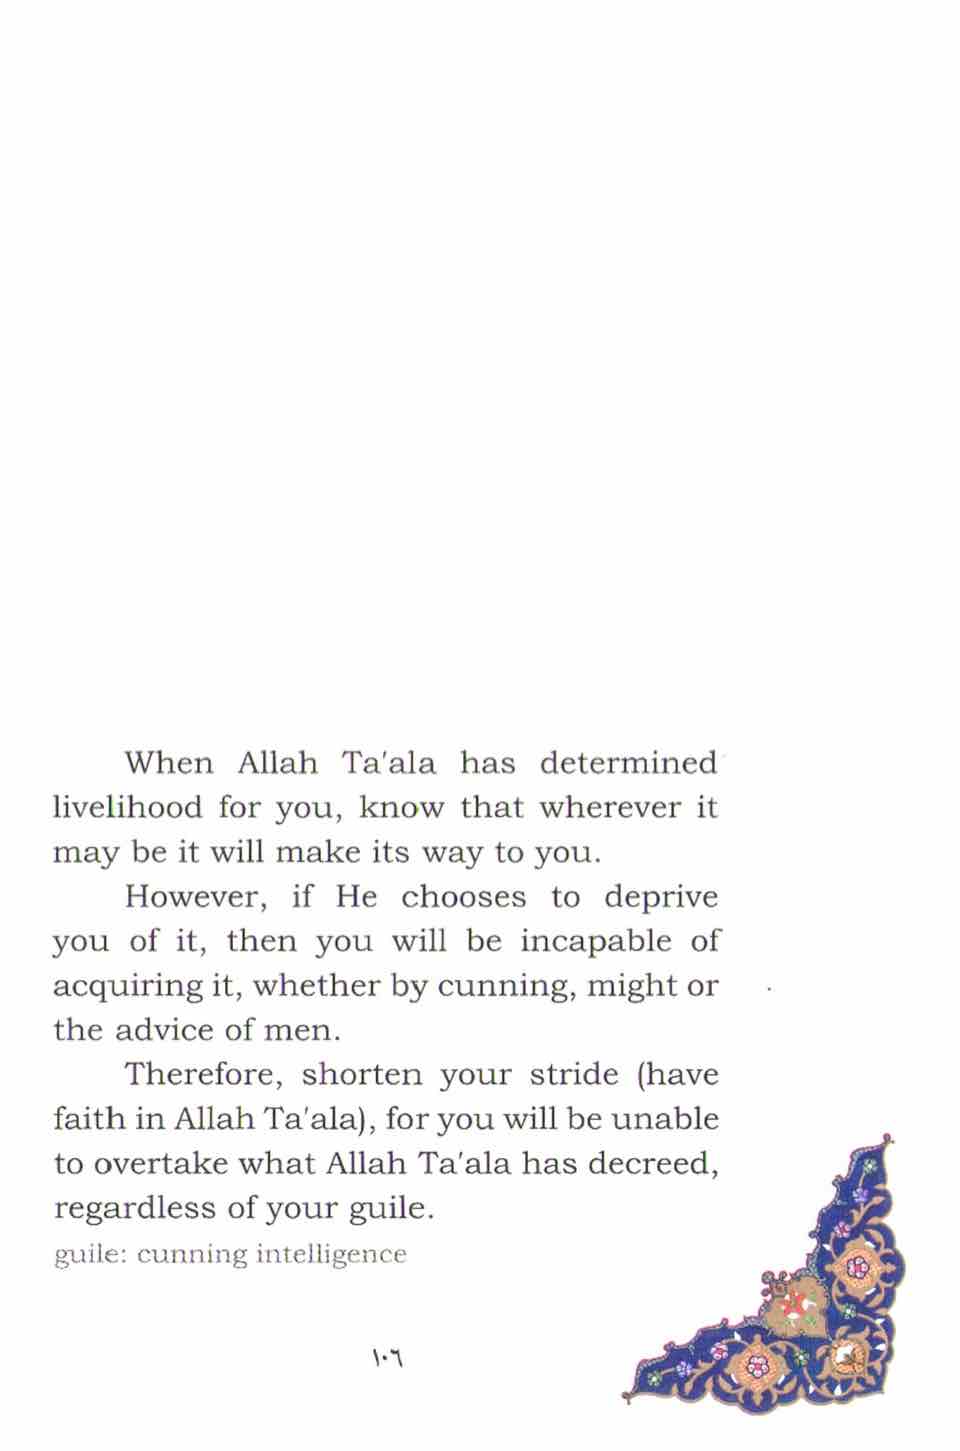 When Allah Ta'ala has determined
livelihood for you, know that wherever it
may be it will make its way to you.
However, if He chooses to deprive
you of it, then you will be incapable of
acquiring it, whether by cunning, might or
the advice of men.
Therefore, shorten your stride (have
faith in Allah Ta'ala), for you will be unable
to overtake what Allah Ta'ala has decreed,
regardless of your guile.
guile: cunning intelligence
١٠٦